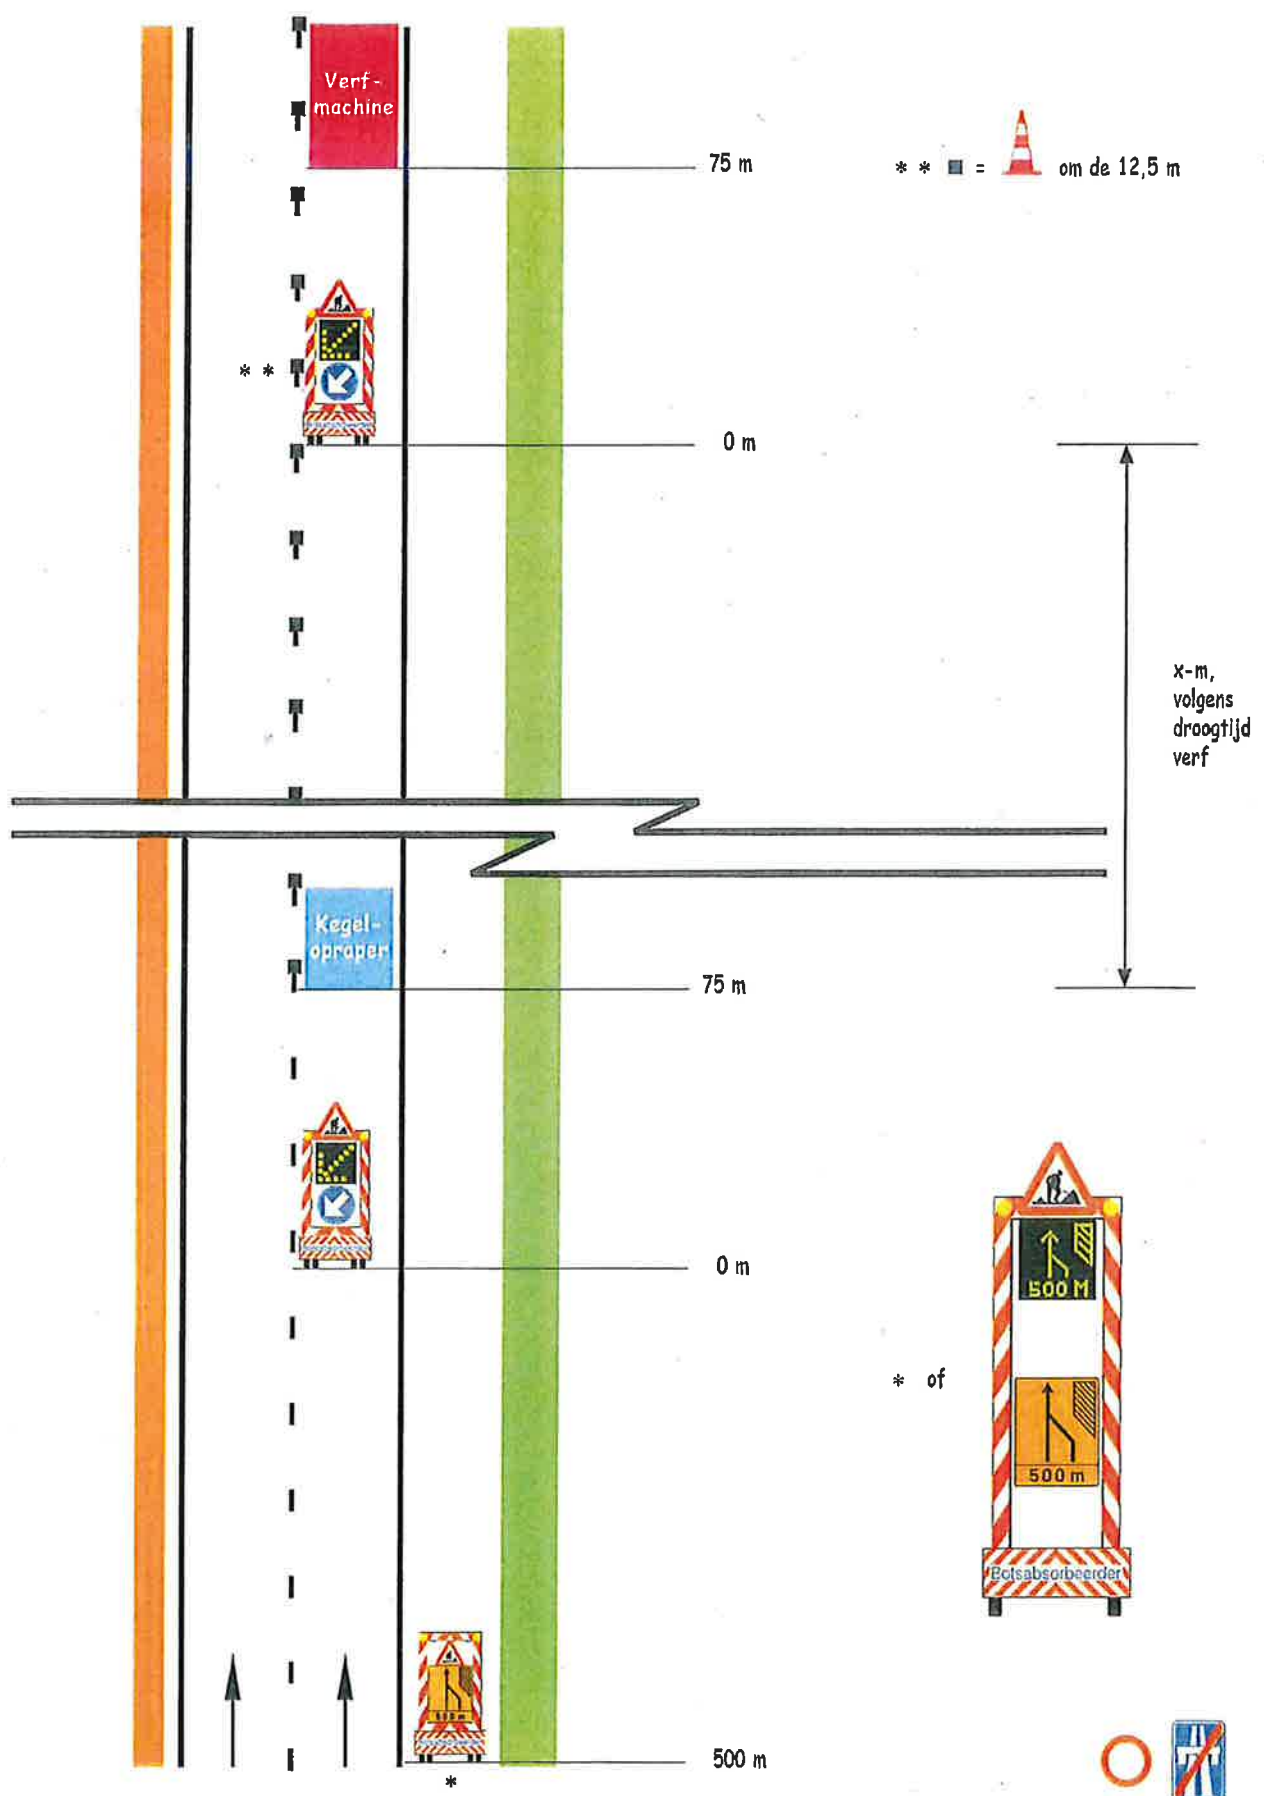 Verf-
machine
75 m
* * ■ = om de 12,5 m
* *
0 m
x-m,
volgens
droogtijd
verf
Kegel-
opraper
75 m
0 m
500 M
* of
500 m
Botsabsorbeerder
500 m
500 m
*